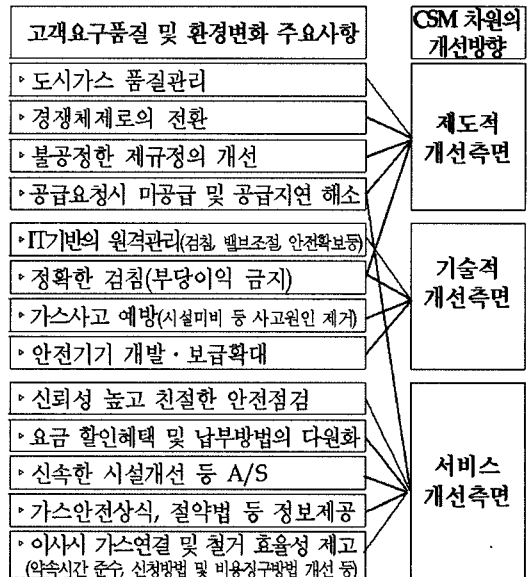 고객요구품질 및 환경변화 주요사항
CSM 차원의
개선방향
▹도시가스 품질관리
▹경쟁체제로의 전환
▹불공정한 제규정의 개선
▹공급요청시 미공급 및 공급지연 해소
제도적
개선측면
▹IT기반의 원격관리(검침, 밸브조절, 안전확보등)
▹정확한 검침(부당이익 금지)
▹가스사고 예방(시설미비 등 사고원인 제거)
▹안전기기 개발·보급확대
기술적
개선측면
▹신뢰성 높고 친절한 안전점검
▹요금 할인혜택 및 납부방법의 다원화
▹신속한 시설개선 등 A/S
▹가스안전상식, 절약법 등 정보제공
▹이사시 가스연결 및 철거 효율성 제고
(약속시간 준수, 신청방법 및 비용징구방법 개선 등)
서비스
개선측면